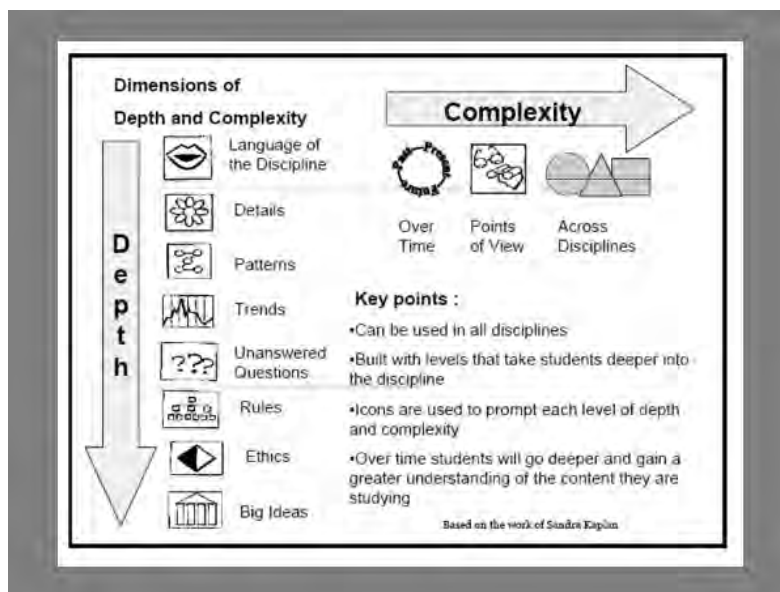 Dimensions of
Depth and Complexity
Depth
Language of
the Discipline
Details
Patterns
Trends
???
Unanswered
Questions
Rules
Ethics
Big Ideas
Complexity
Past Present Future
Over
Time
Points
of View
Across
Disciplines
Key points :
•Can be used in all disciplines
•Built with levels that take students deeper into
the discipline
•Icons are used to prompt each level of depth
and complexity
•Over time students will go deeper and gain a
greater understanding of the content they are
studying
Based on the work of Sandra Kaplan